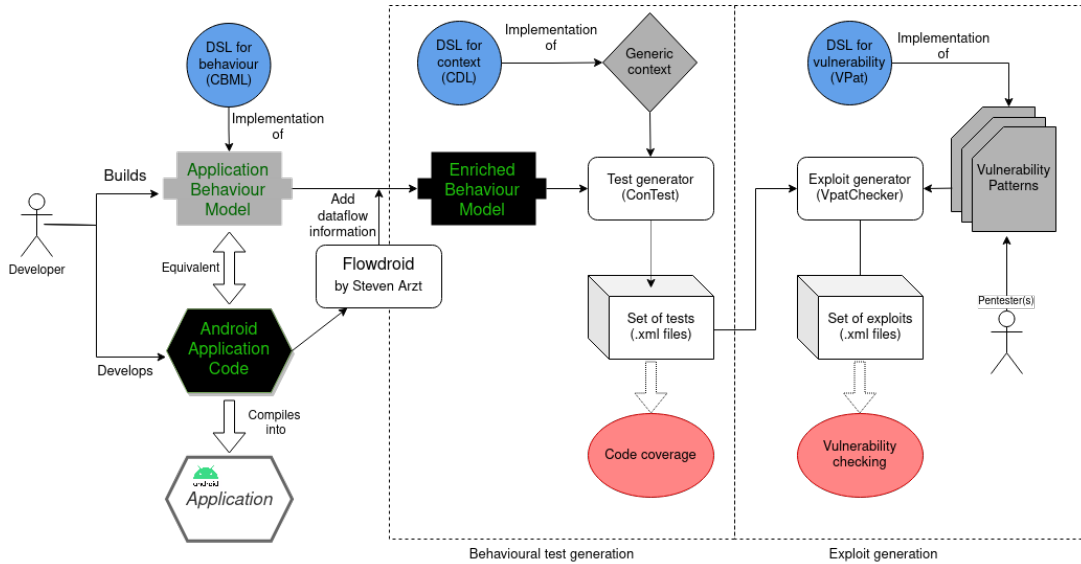 DSL for
behaviour
(CBML)
Implementation
of
DSL for
context
(CDL)
Implementation
of
Generic
context
DSL for
vulnerability
(VPat)
Implementation
of
Builds
Application
Behaviour
Model
Add
dataflow
information
Enriched
Behaviour
Model
Test generator
(ConTest)
Exploit generator
(VpatChecker)
Vulnerability
Patterns
Developer
Equivalent
Flowdroid
by Steven Arzt
Develops
Android
Application
Code
Set of tests
(.xml files)
Set of exploits
(.xml files)
Pentester(s)
Compiles
into
android
Application
Code coverage
Vulnerability
checking
Behavioural test generation
Exploit generation